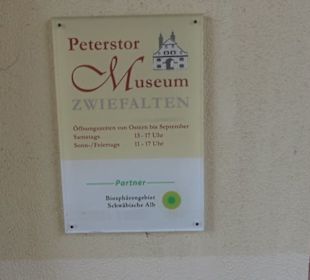 Peterstor
Museum
ZWIEFALTEN
Öffnungszeiten von Ostern bis September
Samstags 13 - 17 Uhr
Sonn-/Feiertags 11 - 17 Uhr
Partner
Biosphärengebiet
Schwäbische Alb